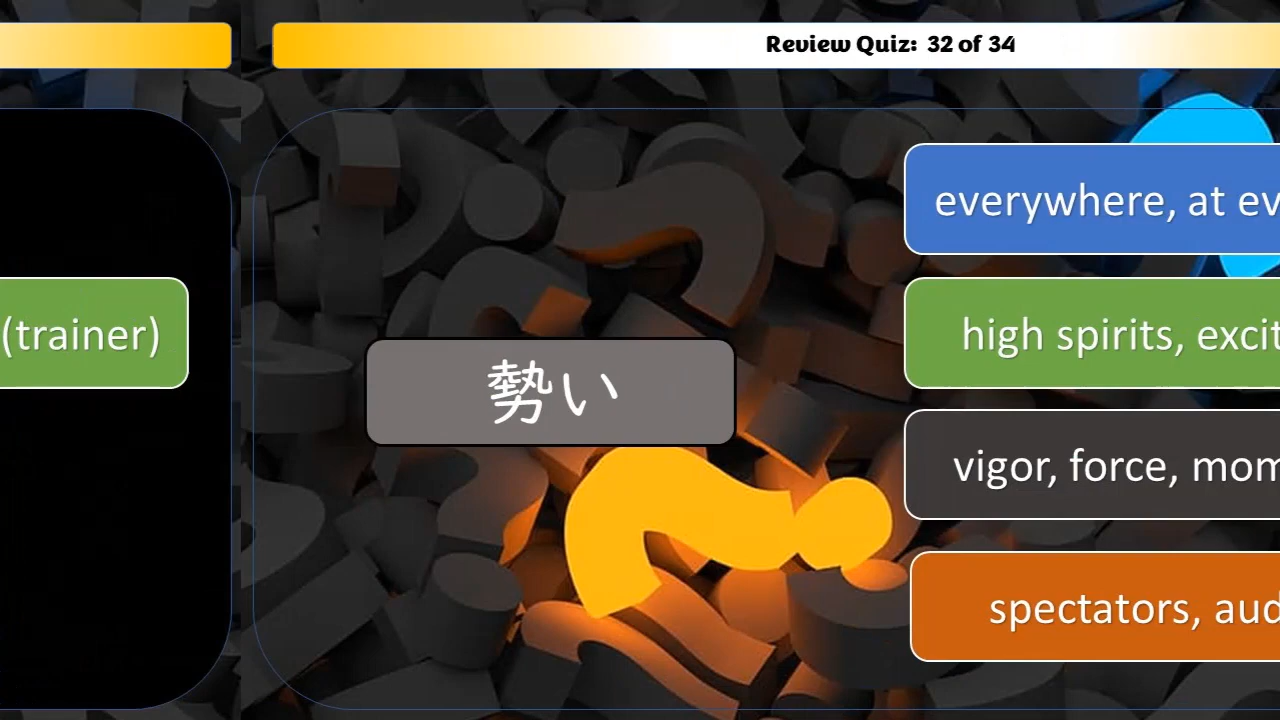 Review Quiz: 32 of 34
(trainer)
勢い
everywhere, at ev
high spirits, excit
vigor, force, mom
spectators, aud